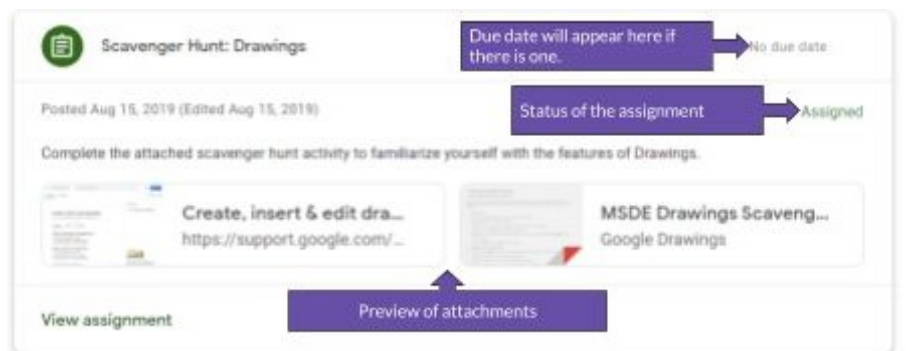 Scavenger Hunt: Drawings
Due date will appear here if
there is one.
No due date
Posted Aug 15, 2019 (Edited Aug 15, 2019)
Status of the assignment
Assigned
Complete the attached scavenger hunt activity to familiarize yourself with the features of Drawings.
Create, insert & edit dra...
https://support.google.com/...
MSDE Drawings Scaveng...
Google Drawings
Preview of attachments
View assignment